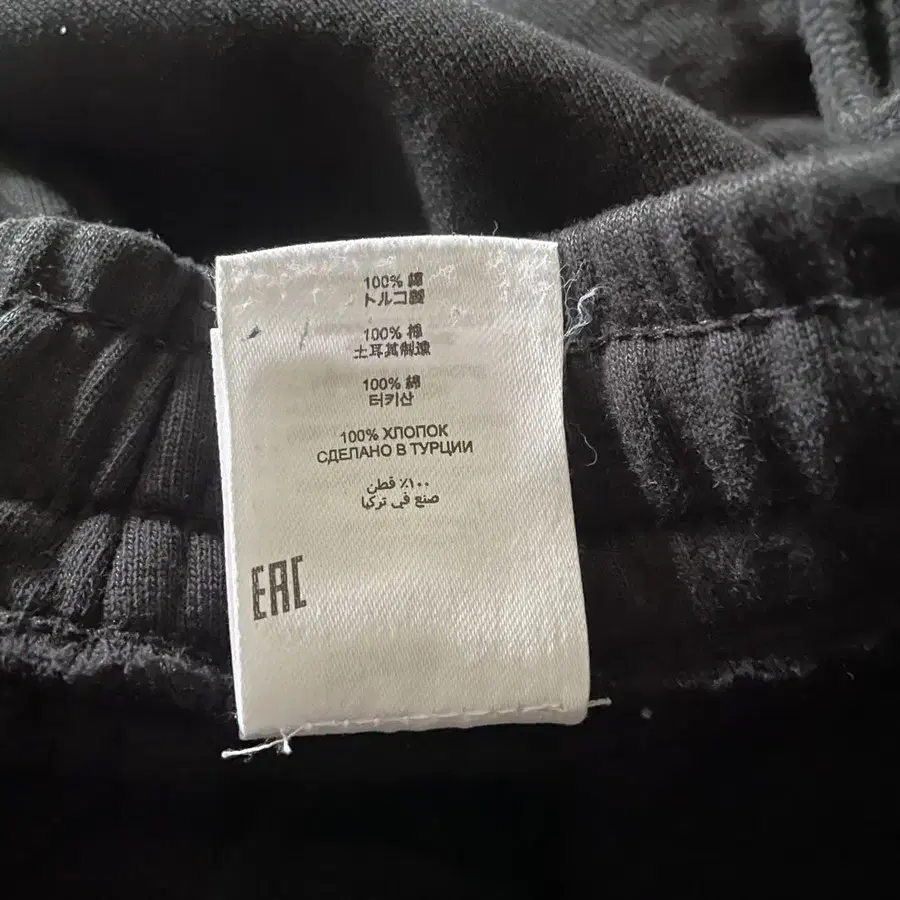 100% 綿
トルコ製
100% 棉
土耳其制造
100% 綿
터키산
100% ХЛОПОК
СДЕЛАНО В ТУРЦИИ
١٠٠٪ قطن
صنع في تركيا
EAC